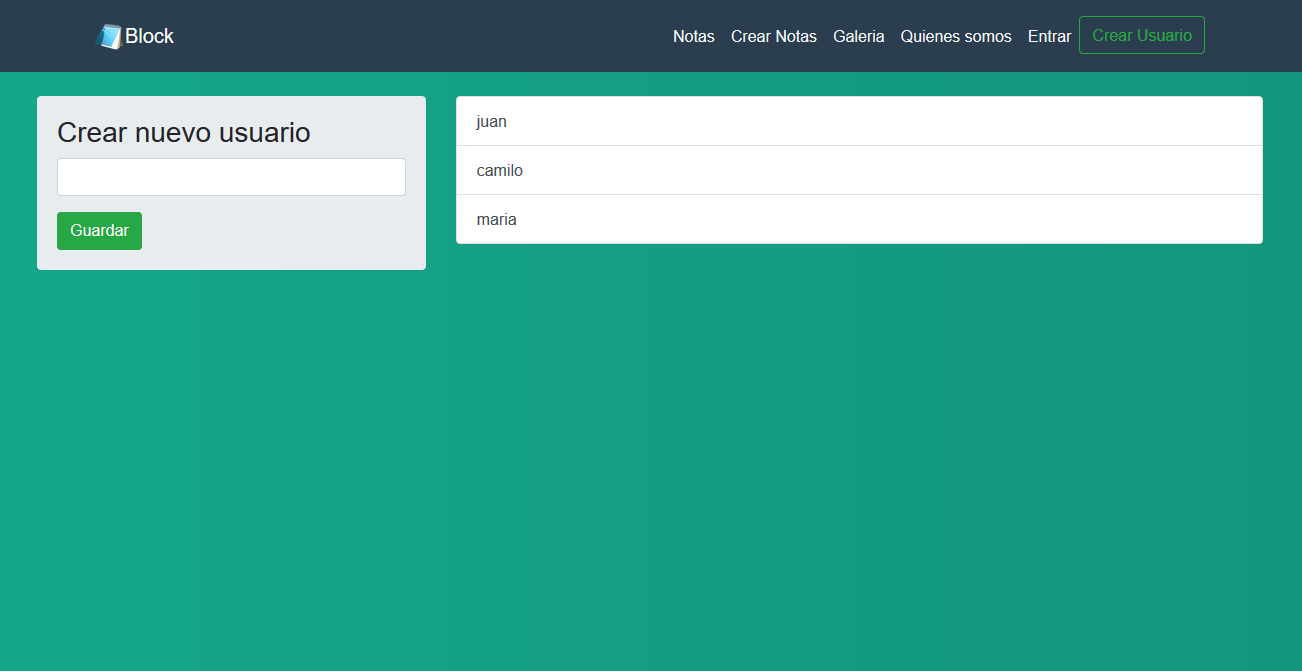 Block
Notas Crear Notas Galeria Quienes somos Entrar Crear Usuario
Crear nuevo usuario
Guardar
juan
camilo
maria